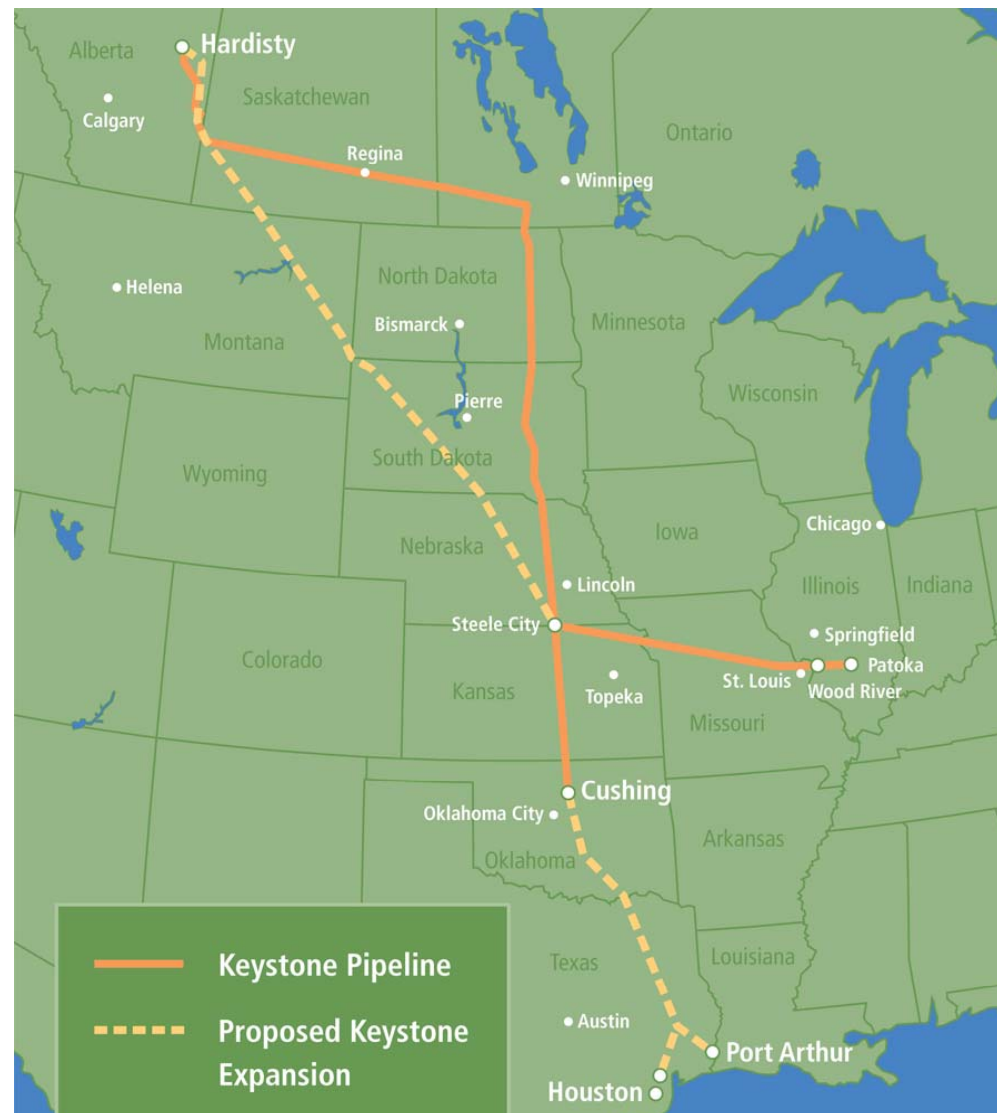 Hardisty
Alberta
Calgary
Saskatchewan
Regina
Winnipeg
Ontario
Helena
Montana
North Dakota
Bismarck
Minnesota
Pierre
South Dakota
Wisconsin
Wyoming
Chicago
Iowa
Nebraska
Lincoln
Illinois
Indiana
Steele City
Springfield
Colorado
Patoka
St. Louis
Wood River
Kansas
Topeka
Missouri
Cushing
Oklahoma City
Oklahoma
Arkansas
Keystone Pipeline
Texas
Louisiana
Austin
Proposed Keystone
Expansion
Port Arthur
Houston